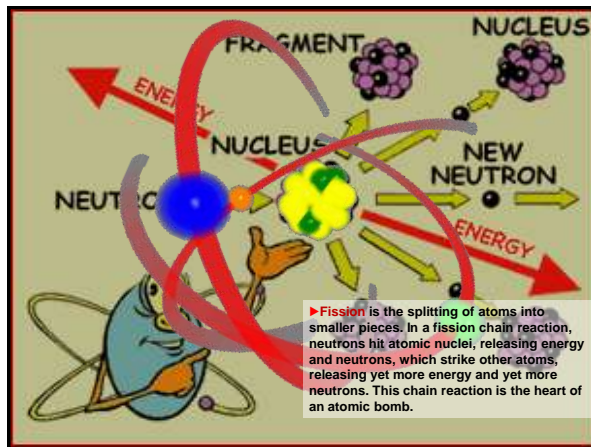 FRAGMENT
NUCLEUS
ENERGY
NUCLEUS
NEW
NEUTRON
ENERGY
►Fission is the splitting of atoms into
smaller pieces. In a fission chain reaction,
neutrons hit atomic nuclei, releasing energy
and neutrons, which strike other atoms,
releasing yet more energy and yet more
neutrons. This chain reaction is the heart of
an atomic bomb.